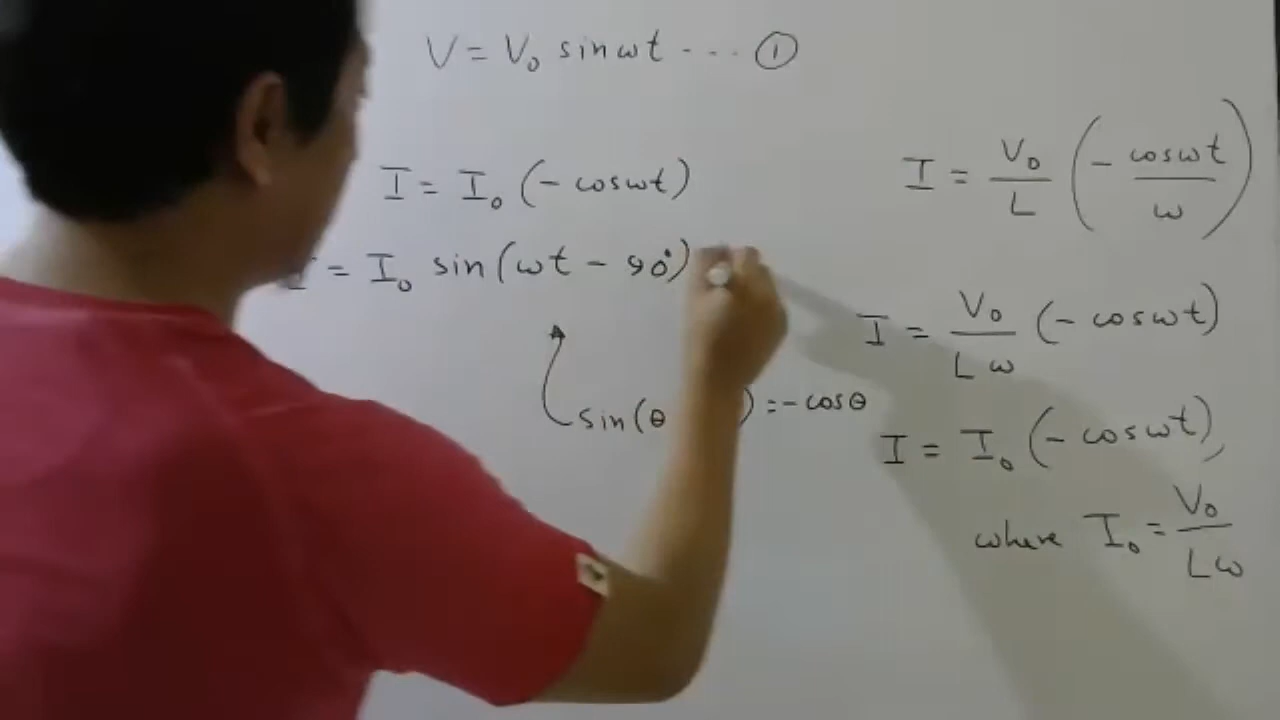 V = V₀ sinωt --- ①
I = I₀ (- cosωt)
= I₀ sin(ωt - 90°)
sin(θ ) = - cosθ
I = V₀/L (- cosωt/ω)
I = V₀/Lω (- cosωt)
I = I₀ (- cosωt),
where I₀ = V₀/Lω